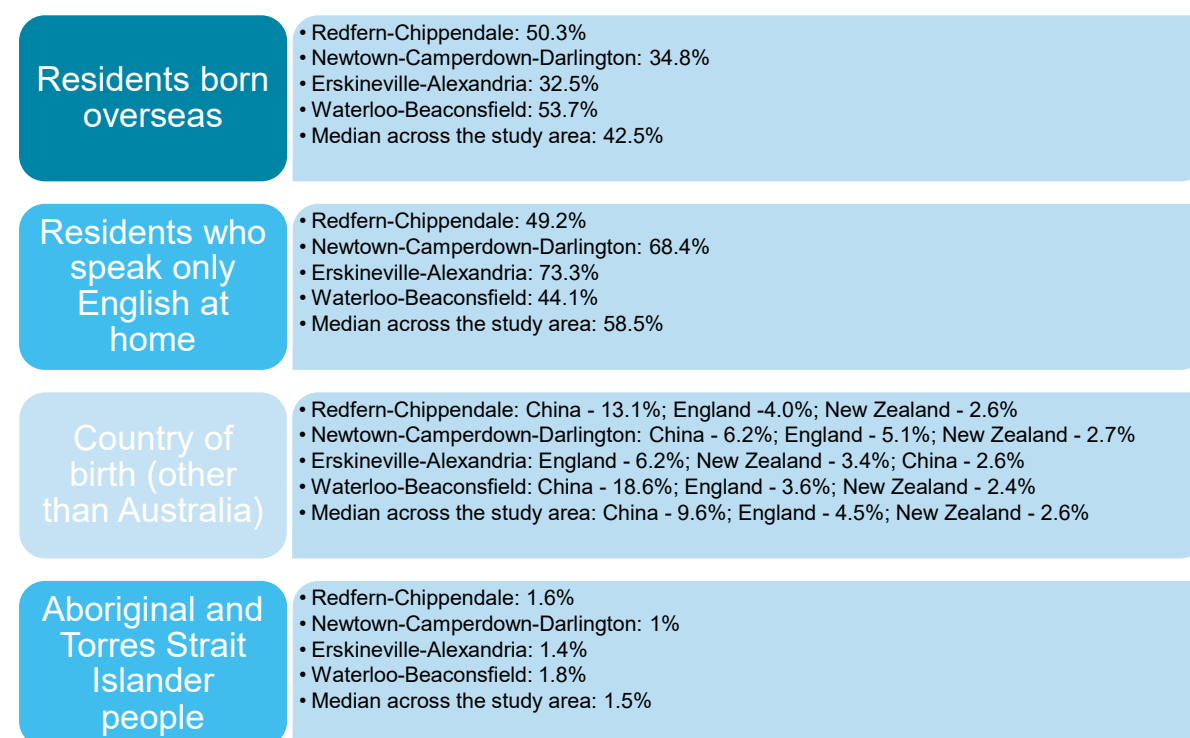 Residents born
overseas
• Redfern-Chippendale: 50.3%
• Newtown-Camperdown-Darlington: 34.8%
• Erskineville-Alexandria: 32.5%
• Waterloo-Beaconsfield: 53.7%
• Median across the study area: 42.5%
Residents who
speak only
English at
home
• Redfern-Chippendale: 49.2%
• Newtown-Camperdown-Darlington: 68.4%
• Erskineville-Alexandria: 73.3%
• Waterloo-Beaconsfield: 44.1%
• Median across the study area: 58.5%
Country of
birth (other
than Australia)
• Redfern-Chippendale: China - 13.1%; England -4.0%; New Zealand - 2.6%
• Newtown-Camperdown-Darlington: China - 6.2%; England - 5.1%; New Zealand - 2.7%
• Erskineville-Alexandria: England - 6.2%; New Zealand - 3.4%; China - 2.6%
• Waterloo-Beaconsfield: China - 18.6%; England - 3.6%; New Zealand - 2.4%
• Median across the study area: China - 9.6%; England - 4.5%; New Zealand - 2.6%
Aboriginal and
Torres Strait
Islander
people
• Redfern-Chippendale: 1.6%
• Newtown-Camperdown-Darlington: 1%
• Erskineville-Alexandria: 1.4%
• Waterloo-Beaconsfield: 1.8%
• Median across the study area: 1.5%